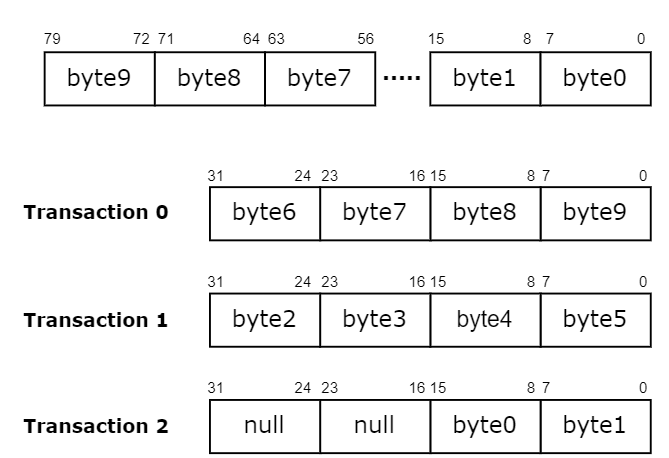 79 72 71 64 63 56 15 8 7 0
byte9 byte8 byte7 ..... byte1 byte0
31 24 23 16 15 8 7 0
Transaction 0 byte6 byte7 byte8 byte9
31 24 23 16 15 8 7 0
Transaction 1 byte2 byte3 byte4 byte5
31 24 23 16 15 8 7 0
Transaction 2 null null byte0 byte1